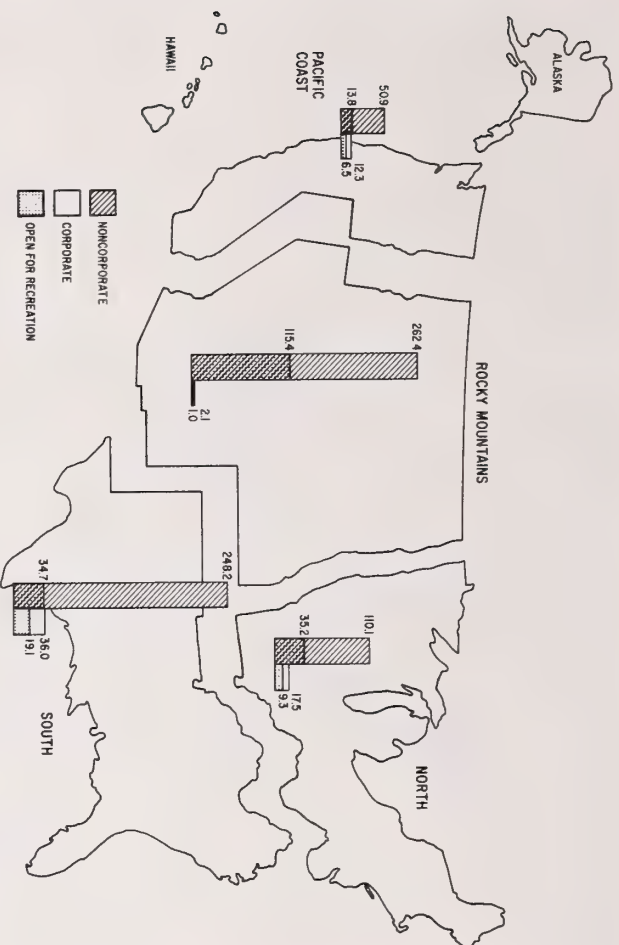 ALASKA
HAWAII
PACIFIC
COAST
50.9
13.8
12.3
6.5
ROCKY MOUNTAINS
262.4
115.4
2.1
1.0
NORTH
110.1
35.2
17.5
9.3
SOUTH
248.2
34.7
36.0
19.1
NONCORPORATE
CORPORATE
OPEN FOR RECREATION